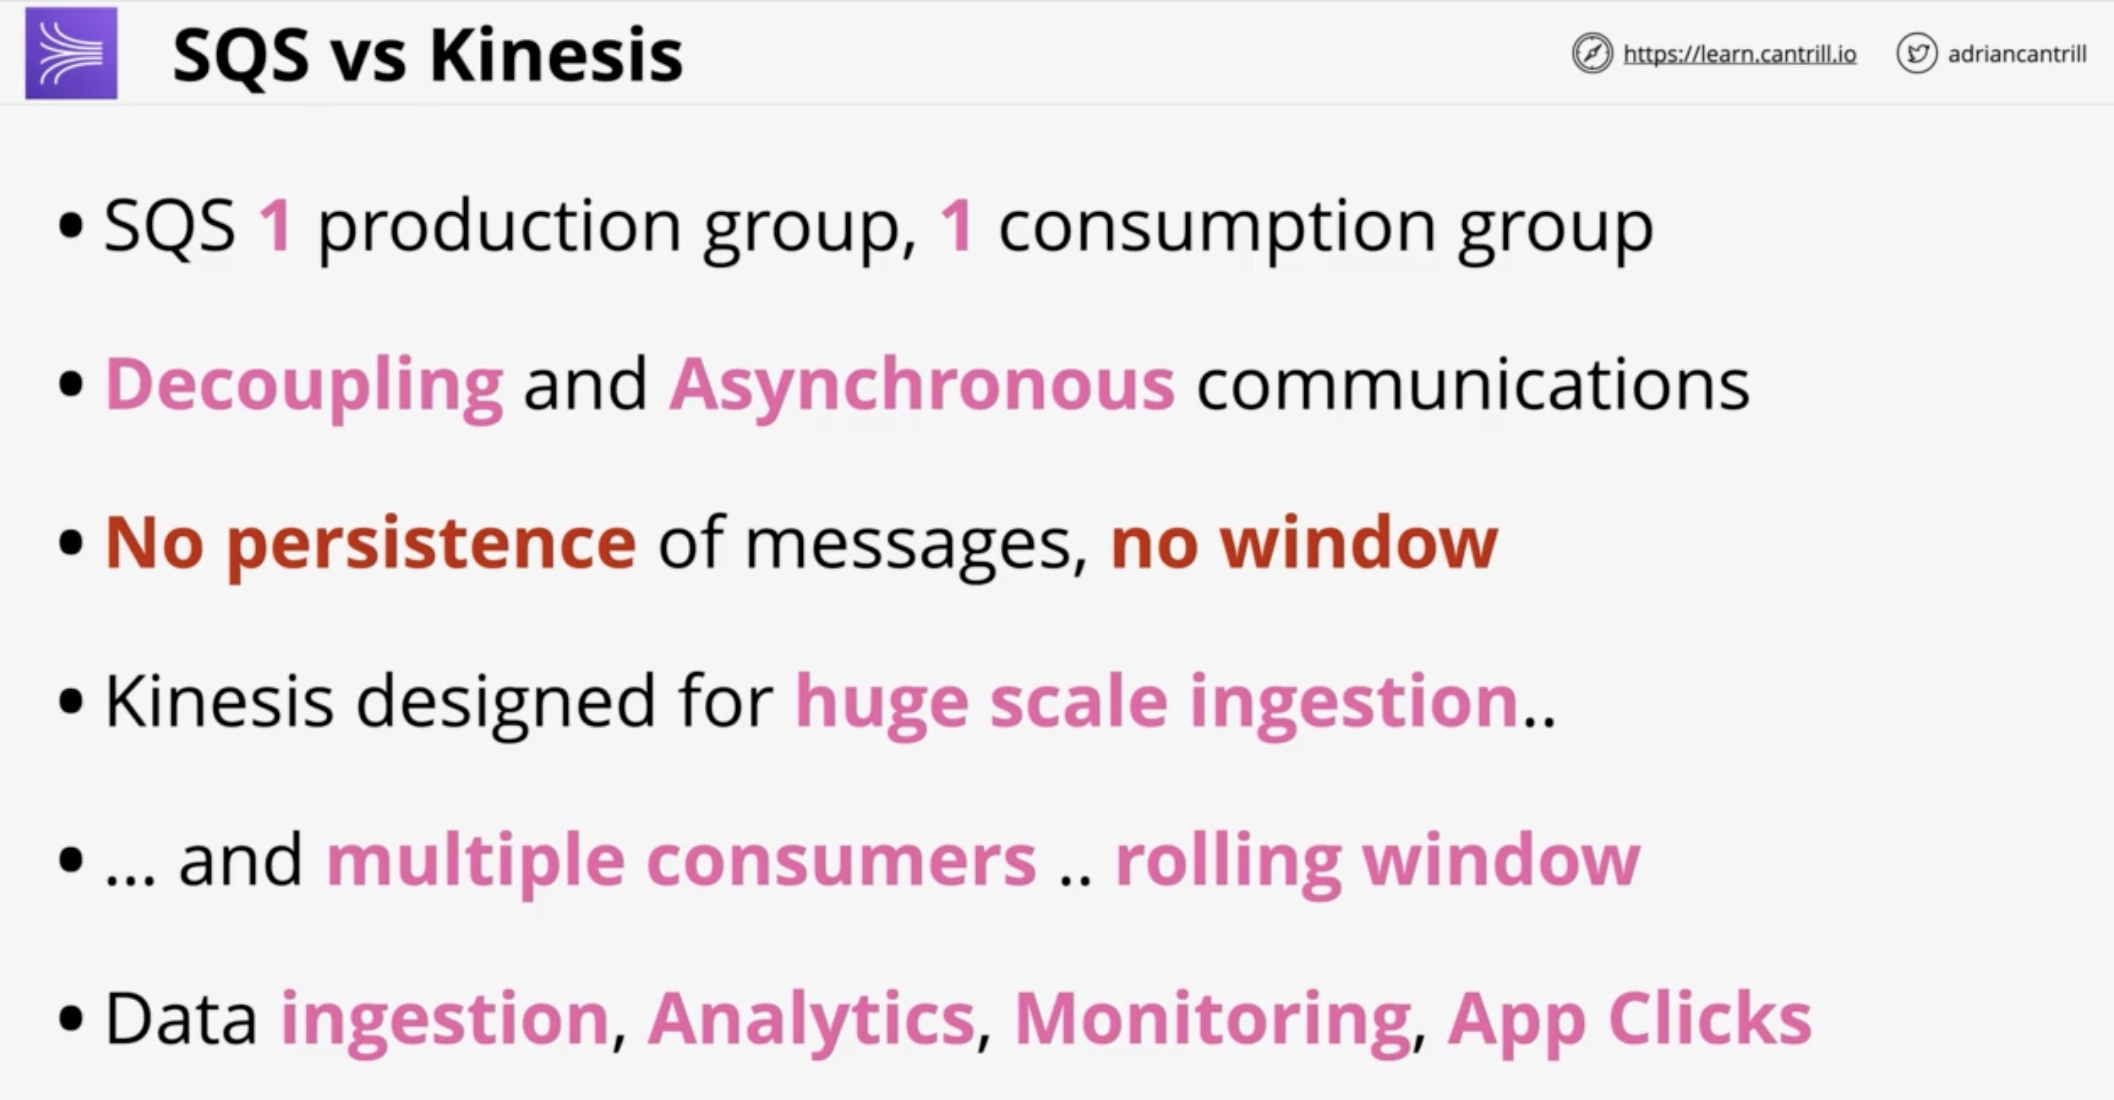 SQS vs Kinesis
https://learn.cantrill.io
adriancantrill
• SQS 1 production group, 1 consumption group
• Decoupling and Asynchronous communications
• No persistence of messages, no window
• Kinesis designed for huge scale ingestion..
• ... and multiple consumers .. rolling window
• Data ingestion, Analytics, Monitoring, App Clicks